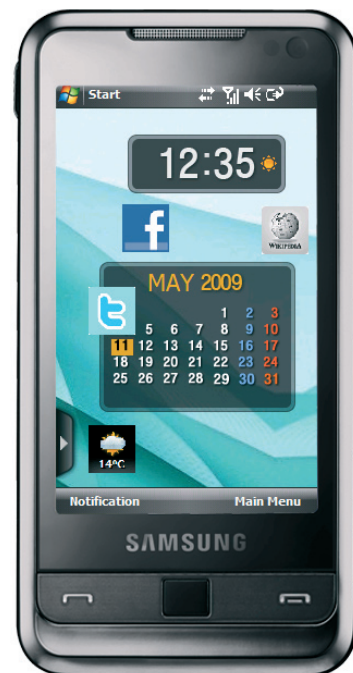 Start
12:35
f
WIKIPEDIA
MAY 2009
t
1 2 3
5 6 7 8 9 10
11 12 13 14 15 16 17
18 19 20 21 22 23 24
25 26 27 28 29 30 31
14°C
Notification Main Menu
SAMSUNG